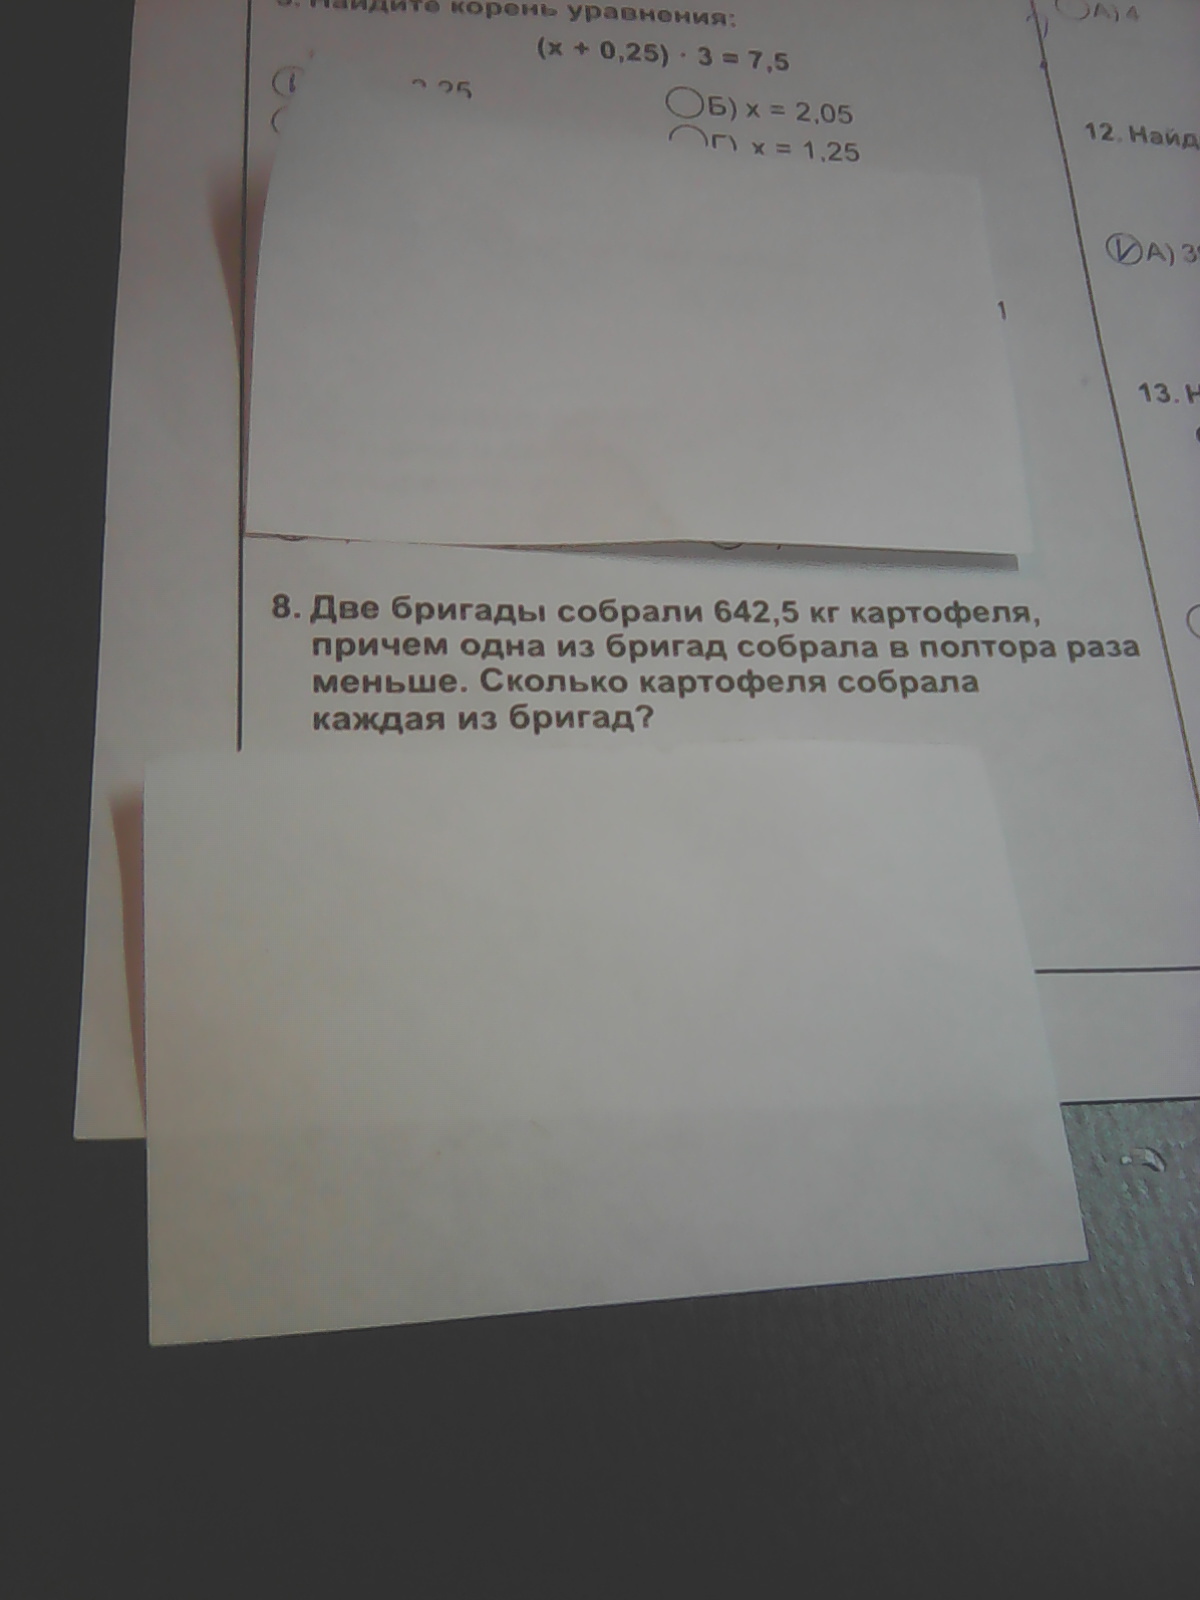 Найдите корень уравнения:
(х + 0,25) · 3 = 7,5
Б) х = 2,05
Г) х = 1,25
1
8. Две бригады собрали 642,5 кг картофеля,
причем одна из бригад собрала в полтора раза
меньше. Сколько картофеля собрала
каждая из бригад?
А) 4
12.
А)
13.